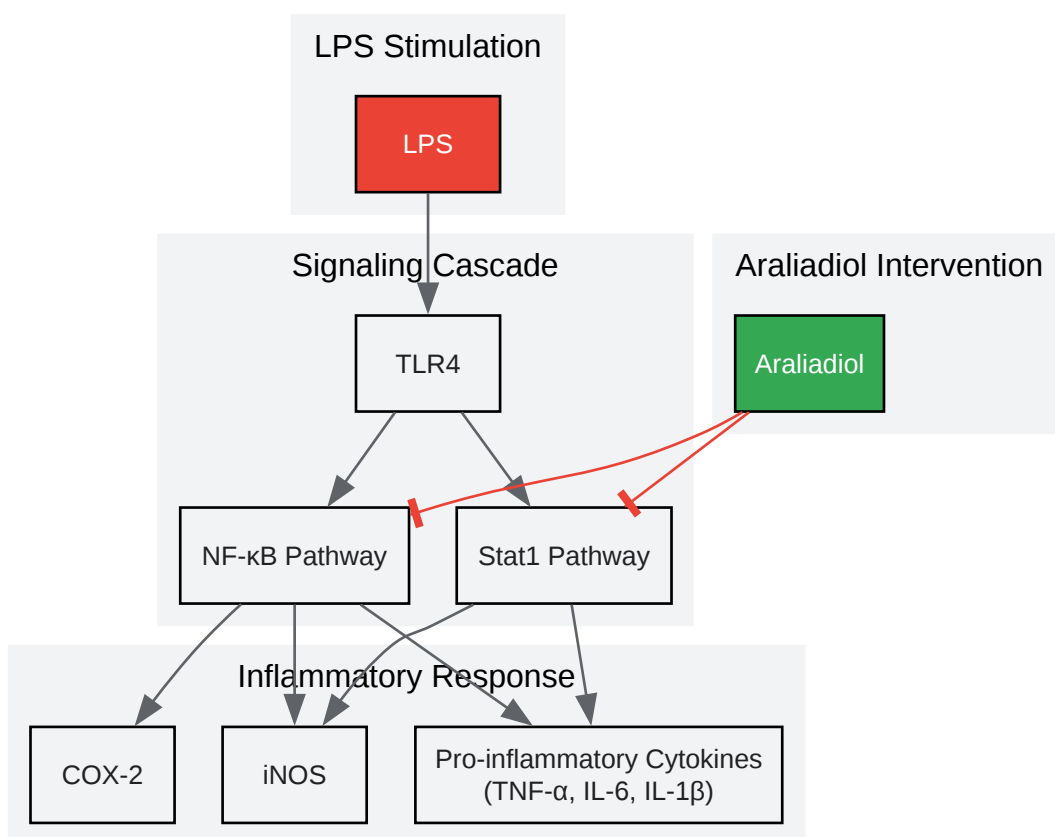 LPS Stimulation
LPS
Signaling Cascade
Araliadiol Intervention
TLR4
Araliadiol
NF-κB Pathway
Stat1 Pathway
Inflammatory Response
COX-2
iNOS
Pro-inflammatory Cytokines
(TNF-α, IL-6, IL-1β)